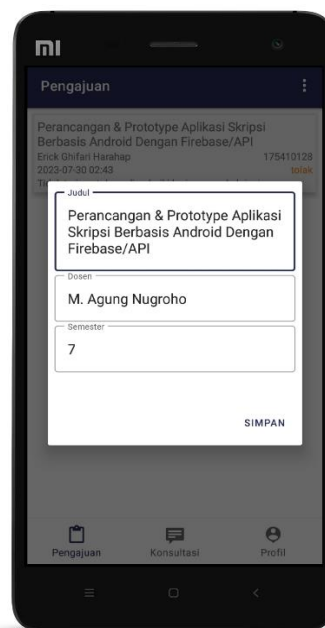 mi
Pengajuan
Perancangan & Prototype Aplikasi Skripsi
Berbasis Android Dengan Firebase/API
Erick Ghifari Harahap 175410128
2023-07-30 02:43 tolak
Judul
Perancangan & Prototype Aplikasi
Skripsi Berbasis Android Dengan
Firebase/API
Dosen
M. Agung Nugroho
Semester
7
SIMPAN
Pengajuan Konsultasi Profil